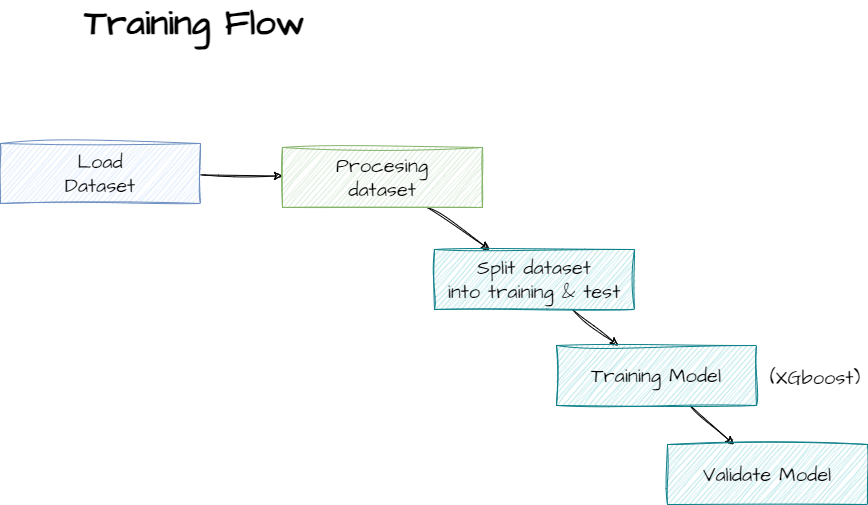 Training Flow
Load
Dataset
Procesing
dataset
Split dataset
into training & test
Training Model
(XGboost)
Validate Model